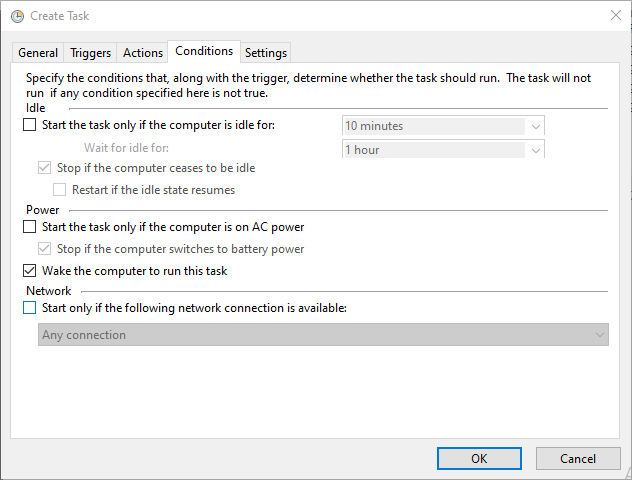 Create Task
General Triggers Actions Conditions Settings
Specify the conditions that, along with the trigger, determine whether the task should run.  The task will not
run  if any condition specified here is not true.
Idle
Start the task only if the computer is idle for: 10 minutes
Wait for idle for: 1 hour
Stop if the computer ceases to be idle
Restart if the idle state resumes
Power
Start the task only if the computer is on AC power
Stop if the computer switches to battery power
Wake the computer to run this task
Network
Start only if the following network connection is available:
Any connection
OK Cancel